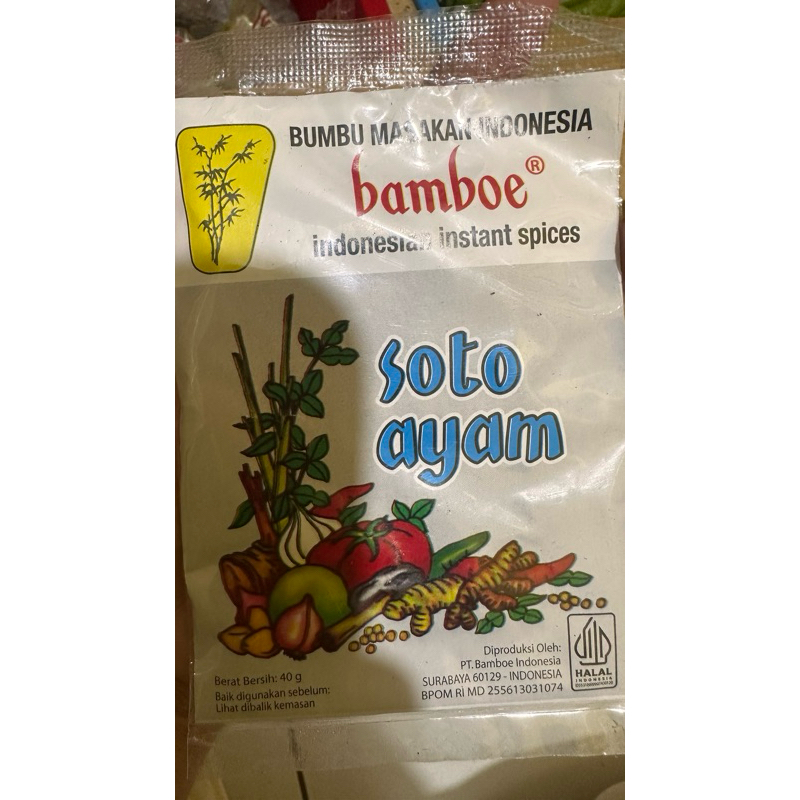 BUMBU MASAKAN INDONESIA
bamboe®
indonesian instant spices
soto
ayam
Berat Bersih: 40 g
Baik digunakan sebelum:
Lihat dibalik kemasan
Diproduksi Oleh:
PT. Bamboe Indonesia
SURABAYA 60129 - INDONESIA
BPOM RI MD 255613031074
HALAL
INDONESIA